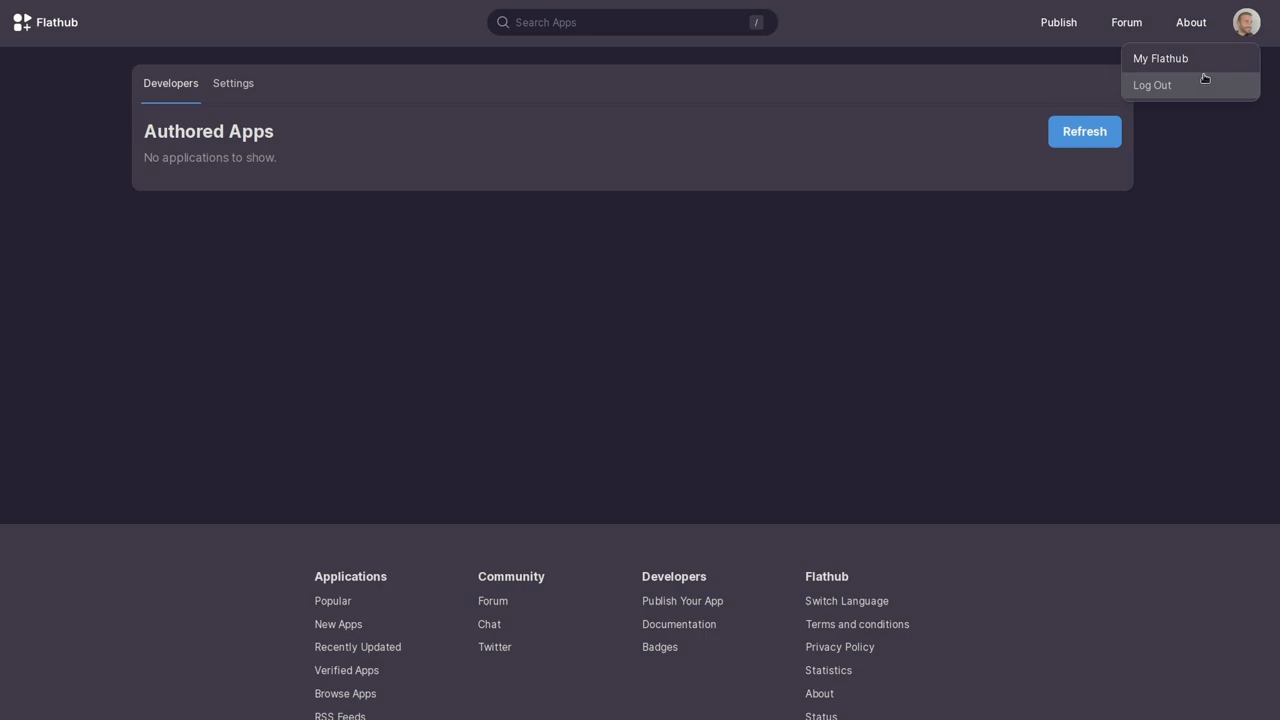 Flathub
Search Apps /
Publish Forum About
My Flathub
Log Out
Developers Settings
Authored Apps
Refresh
No applications to show.
Applications
Popular
New Apps
Recently Updated
Verified Apps
Browse Apps
RSS Feeds
Community
Forum
Chat
Twitter
Developers
Publish Your App
Documentation
Badges
Flathub
Switch Language
Terms and conditions
Privacy Policy
Statistics
About
Status